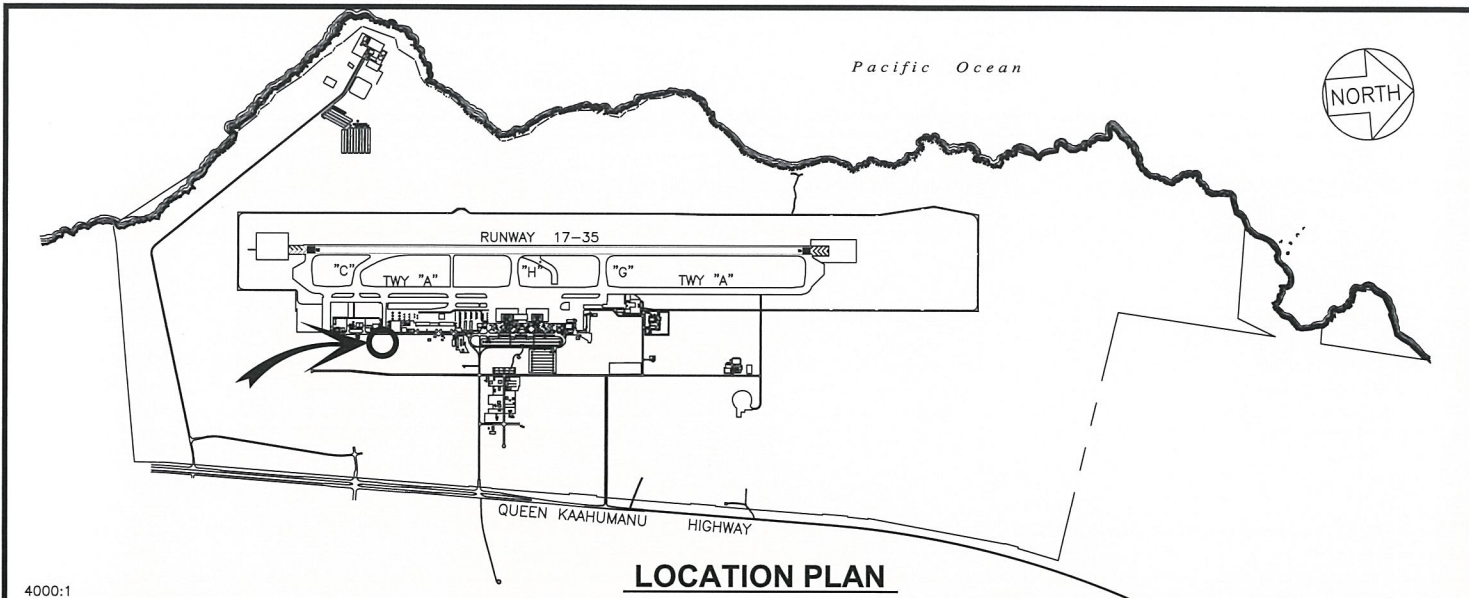 Pacific Ocean
NORTH
RUNWAY 17-35
"C"
TWY "A"
"H"
"G"
TWY "A"
QUEEN KAAHUMANU HIGHWAY
LOCATION PLAN
4000:1